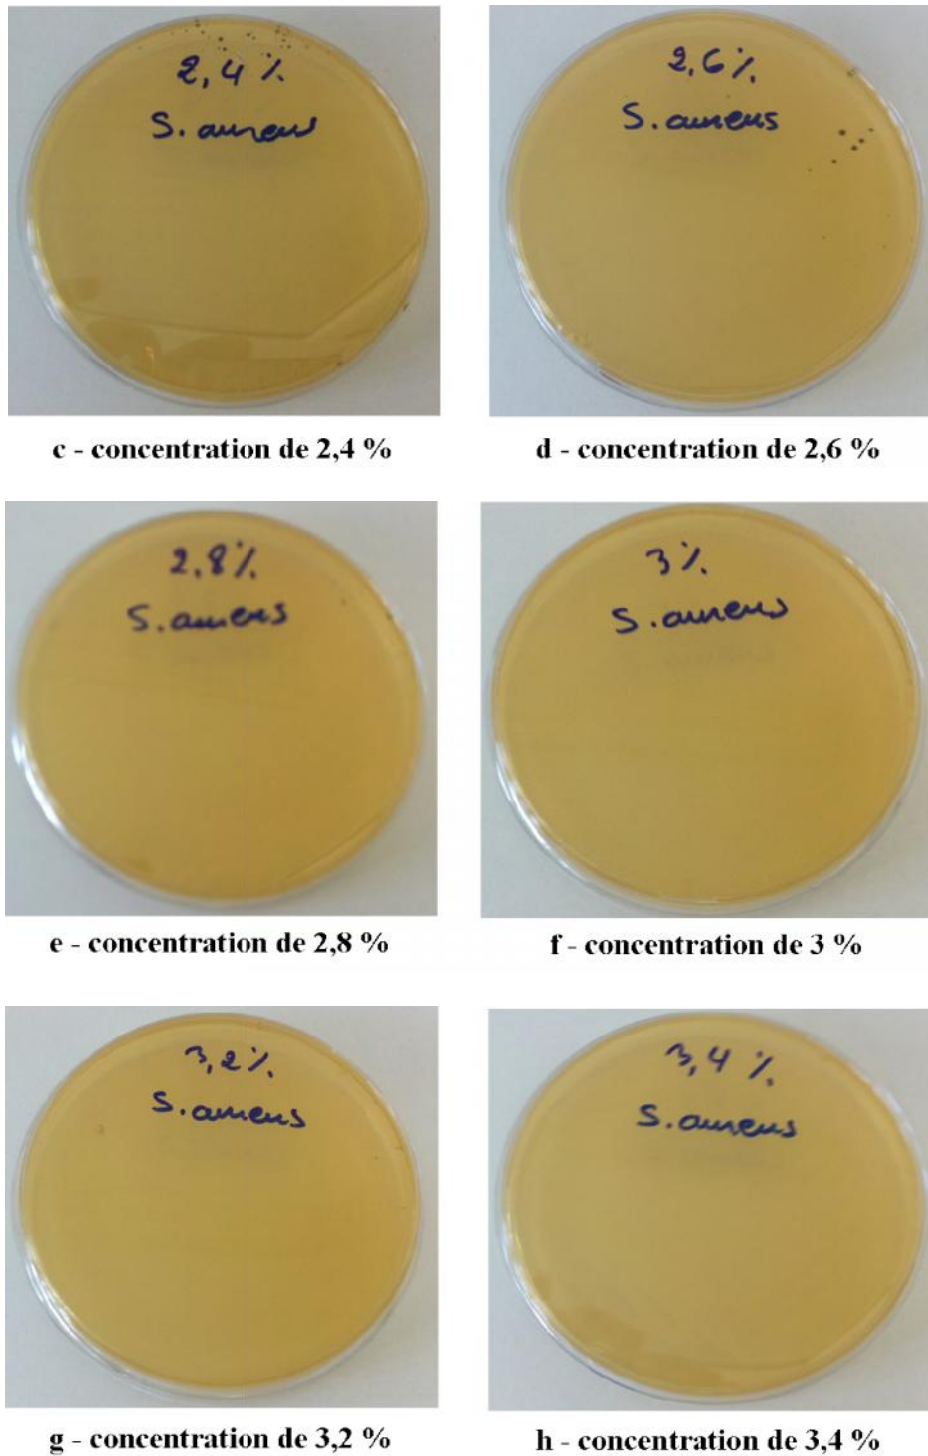 2,4 %
S. aureus
2,6 %
S. aureus
c - concentration de 2,4 %
d - concentration de 2,6 %
2,8 %
S. aureus
3 %
S. aureus
e - concentration de 2,8 %
f - concentration de 3 %
3,2 %
S. aureus
3,4 %
S. aureus
g - concentration de 3,2 %
h - concentration de 3,4 %